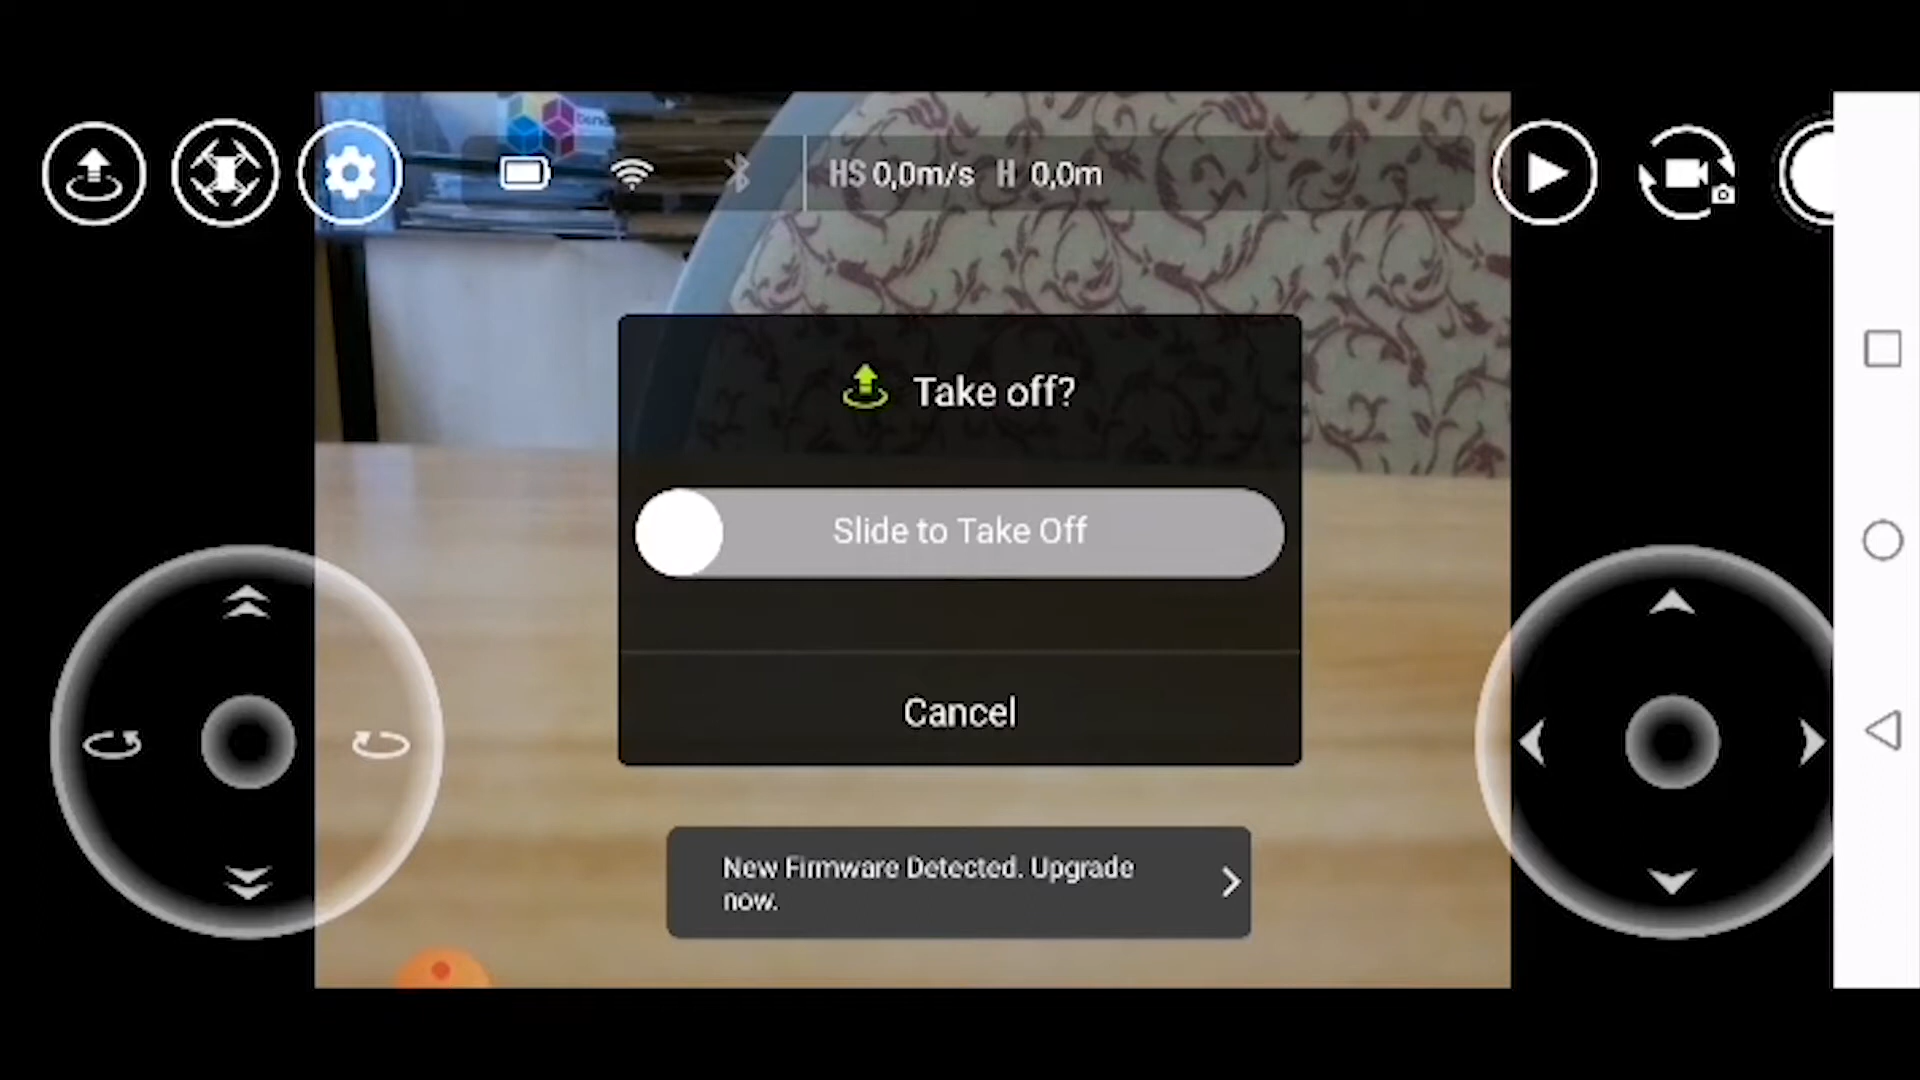 HS 0,0m/s H 0,0m
Take off?
Slide to Take Off
Cancel
New Firmware Detected. Upgrade
now.